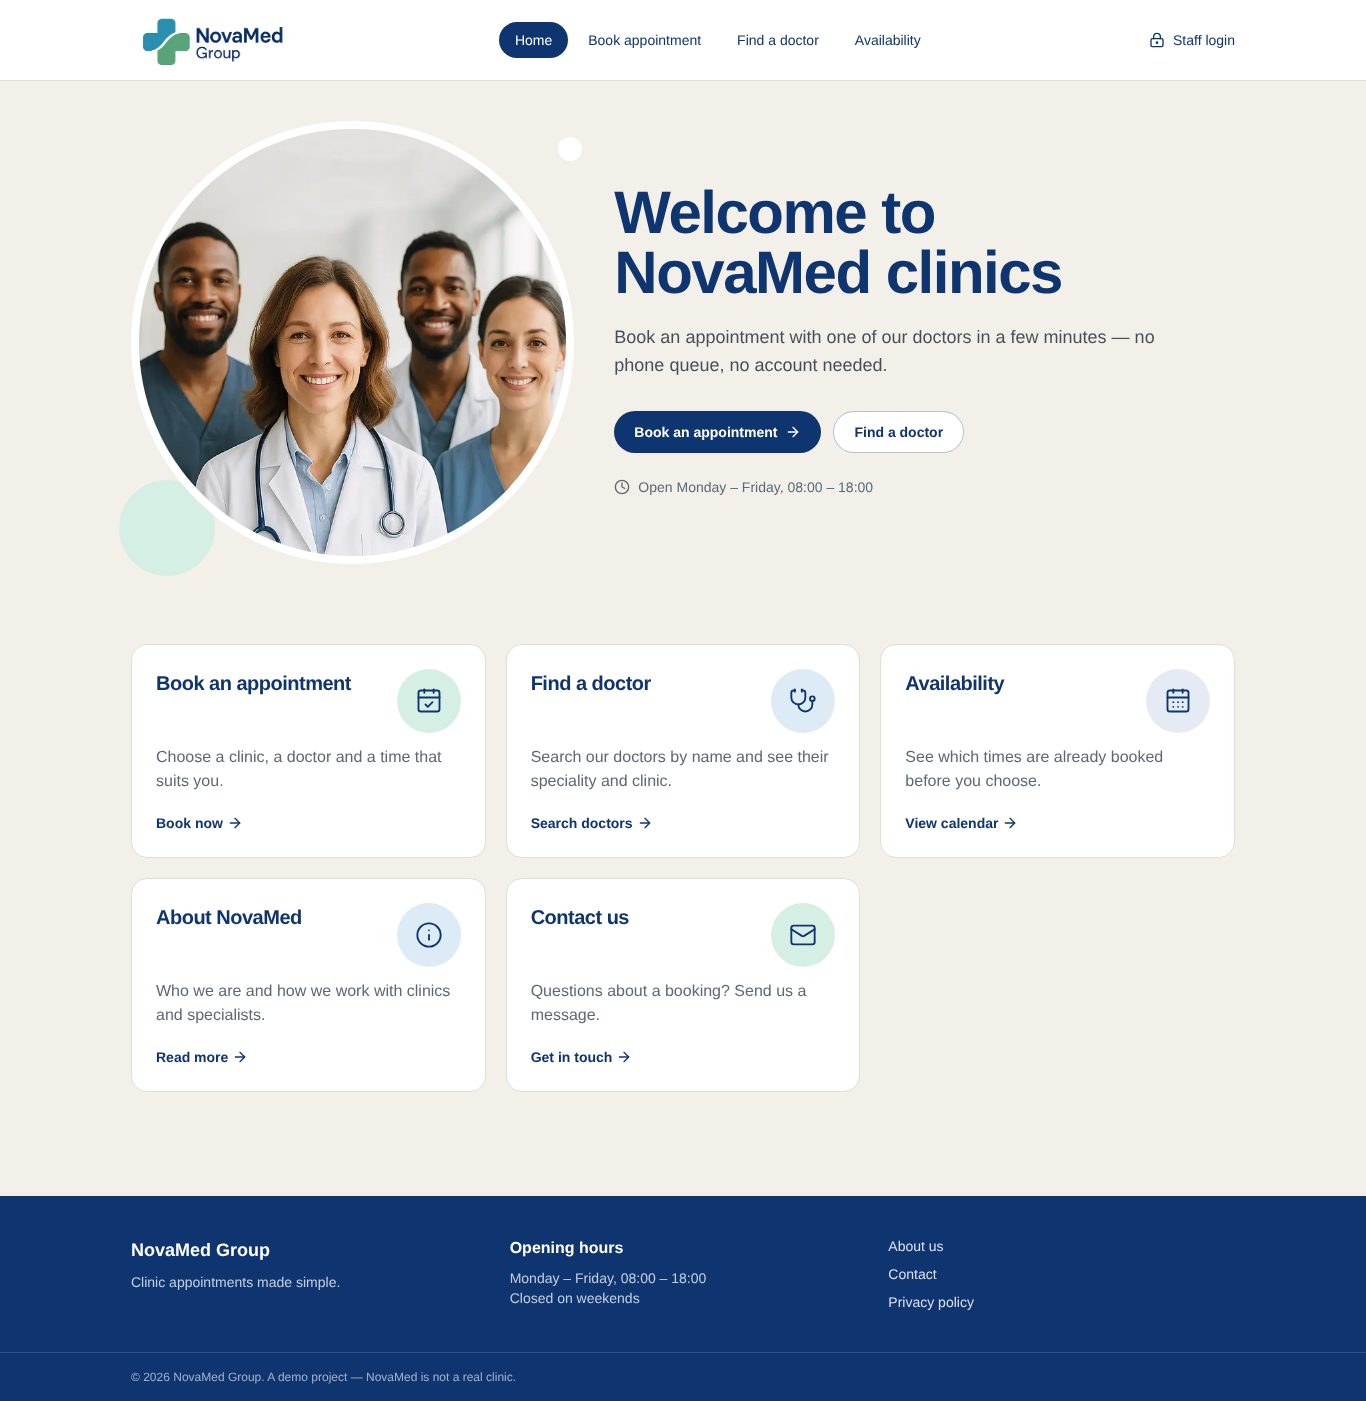 NovaMed
Group
Home
Book appointment
Find a doctor
Availability
Staff login
Welcome to
NovaMed clinics
Book an appointment with one of our doctors in a few minutes — no
phone queue, no account needed.
Book an appointment
Find a doctor
Open Monday – Friday, 08:00 – 18:00
Book an appointment
Choose a clinic, a doctor and a time that
suits you.
Book now
Find a doctor
Search our doctors by name and see their
speciality and clinic.
Search doctors
Availability
See which times are already booked
before you choose.
View calendar
About NovaMed
Who we are and how we work with clinics
and specialists.
Read more
Contact us
Questions about a booking? Send us a
message.
Get in touch
NovaMed Group
Clinic appointments made simple.
Opening hours
Monday – Friday, 08:00 – 18:00
Closed on weekends
About us
Contact
Privacy policy
© 2026 NovaMed Group. A demo project — NovaMed is not a real clinic.